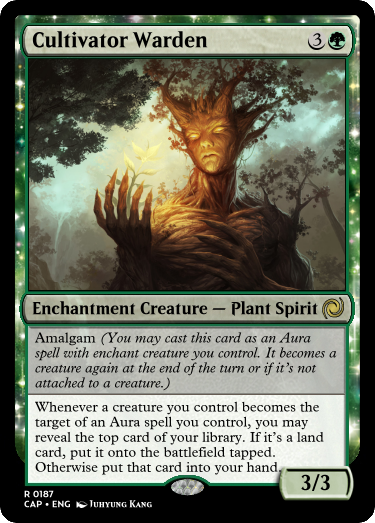 Cultivator Warden 3
Enchantment Creature — Plant Spirit
Amalgam (You may cast this card as an Aura
spell with enchant creature you control. It becomes a
creature again at the end of the turn or if it's not
attached to a creature.)
Whenever a creature you control becomes the
target of an Aura spell you control, you may
reveal the top card of your library. If it's a land
card, put it onto the battlefield tapped.
Otherwise put that card into your hand.
3/3
R 0187
CAP • ENG Juhyung Kang